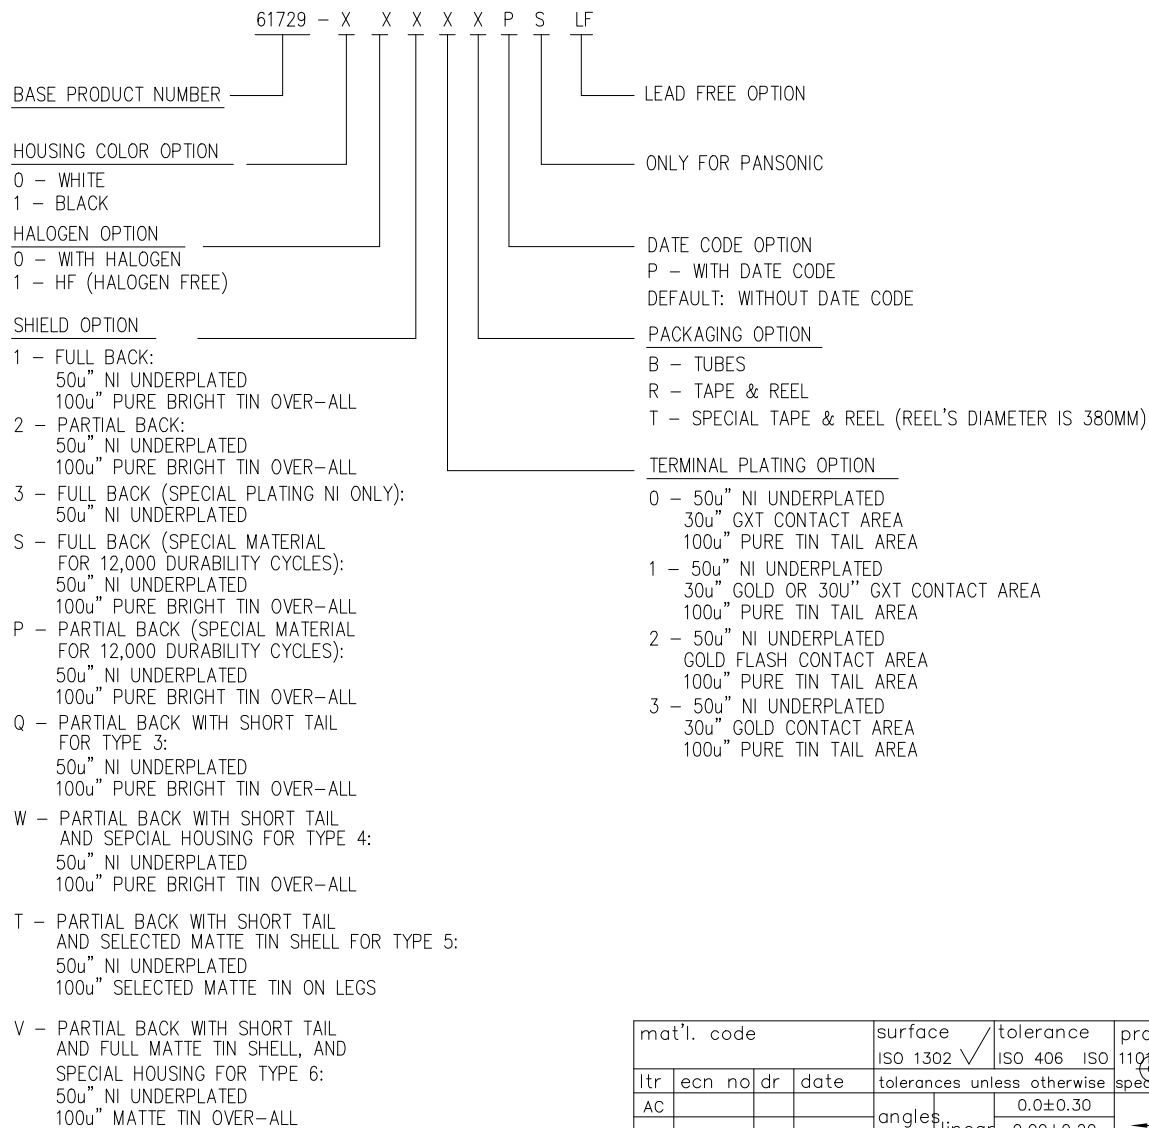 61729 - X X X X X P S LF
BASE PRODUCT NUMBER
HOUSING COLOR OPTION
0 - WHITE
1 - BLACK
HALOGEN OPTION
0 - WITH HALOGEN
1 - HF (HALOGEN FREE)
SHIELD OPTION
1 - FULL BACK:
50u" NI UNDERPLATED
100u" PURE BRIGHT TIN OVER-ALL
2 - PARTIAL BACK:
50u" NI UNDERPLATED
100u" PURE BRIGHT TIN OVER-ALL
3 - FULL BACK (SPECIAL PLATING NI ONLY):
50u" NI UNDERPLATED
S - FULL BACK (SPECIAL MATERIAL
FOR 12,000 DURABILITY CYCLES):
50u" NI UNDERPLATED
100u" PURE BRIGHT TIN OVER-ALL
P - PARTIAL BACK (SPECIAL MATERIAL
FOR 12,000 DURABILITY CYCLES):
50u" NI UNDERPLATED
100u" PURE BRIGHT TIN OVER-ALL
Q - PARTIAL BACK WITH SHORT TAIL
FOR TYPE 3:
50u" NI UNDERPLATED
100u" PURE BRIGHT TIN OVER-ALL
W - PARTIAL BACK WITH SHORT TAIL
AND SEPCIAL HOUSING FOR TYPE 4:
50u" NI UNDERPLATED
100u" PURE BRIGHT TIN OVER-ALL
T - PARTIAL BACK WITH SHORT TAIL
AND SELECTED MATTE TIN SHELL FOR TYPE 5:
50u" NI UNDERPLATED
100u" SELECTED MATTE TIN ON LEGS
V - PARTIAL BACK WITH SHORT TAIL
AND FULL MATTE TIN SHELL, AND
SPECIAL HOUSING FOR TYPE 6:
50u" NI UNDERPLATED
100u" MATTE TIN OVER-ALL
LEAD FREE OPTION
ONLY FOR PANSONIC
DATE CODE OPTION
P - WITH DATE CODE
DEFAULT: WITHOUT DATE CODE
PACKAGING OPTION
B - TUBES
R - TAPE & REEL
T - SPECIAL TAPE & REEL (REEL'S DIAMETER IS 380MM)
TERMINAL PLATING OPTION
0 - 50u" NI UNDERPLATED
30u" GXT CONTACT AREA
100u" PURE TIN TAIL AREA
1 - 50u" NI UNDERPLATED
30u" GOLD OR 30U'' GXT CONTACT AREA
100u" PURE TIN TAIL AREA
2 - 50u" NI UNDERPLATED
GOLD FLASH CONTACT AREA
100u" PURE TIN TAIL AREA
3 - 50u" NI UNDERPLATED
30u" GOLD CONTACT AREA
100u" PURE TIN TAIL AREA
mat'l. code surface tolerance
ISO 1302 ISO 406 ISO
ltr ecn no dr date tolerances unless otherwise
AC angles 0.0±0.30